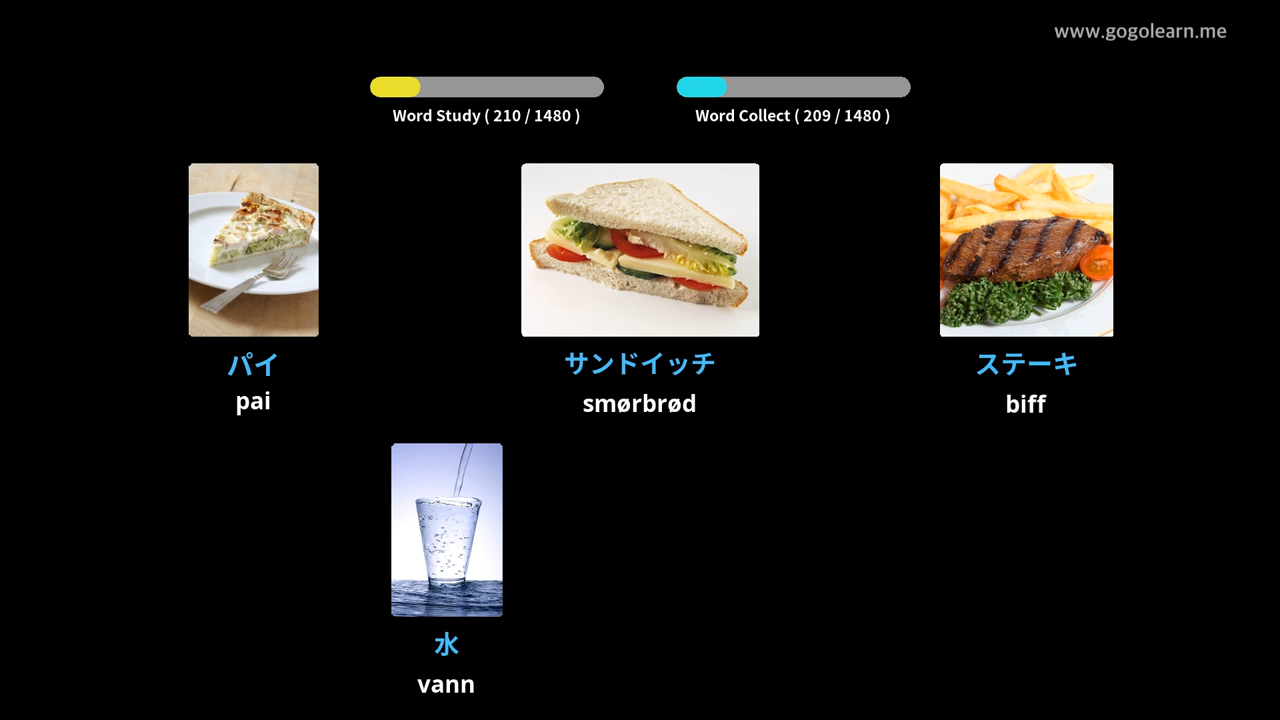 www.gogolearn.me
Word Study ( 210 / 1480 )
Word Collect ( 209 / 1480 )
パイ
pai
サンドイッチ
smørbrød
ステーキ
biff
水
vann